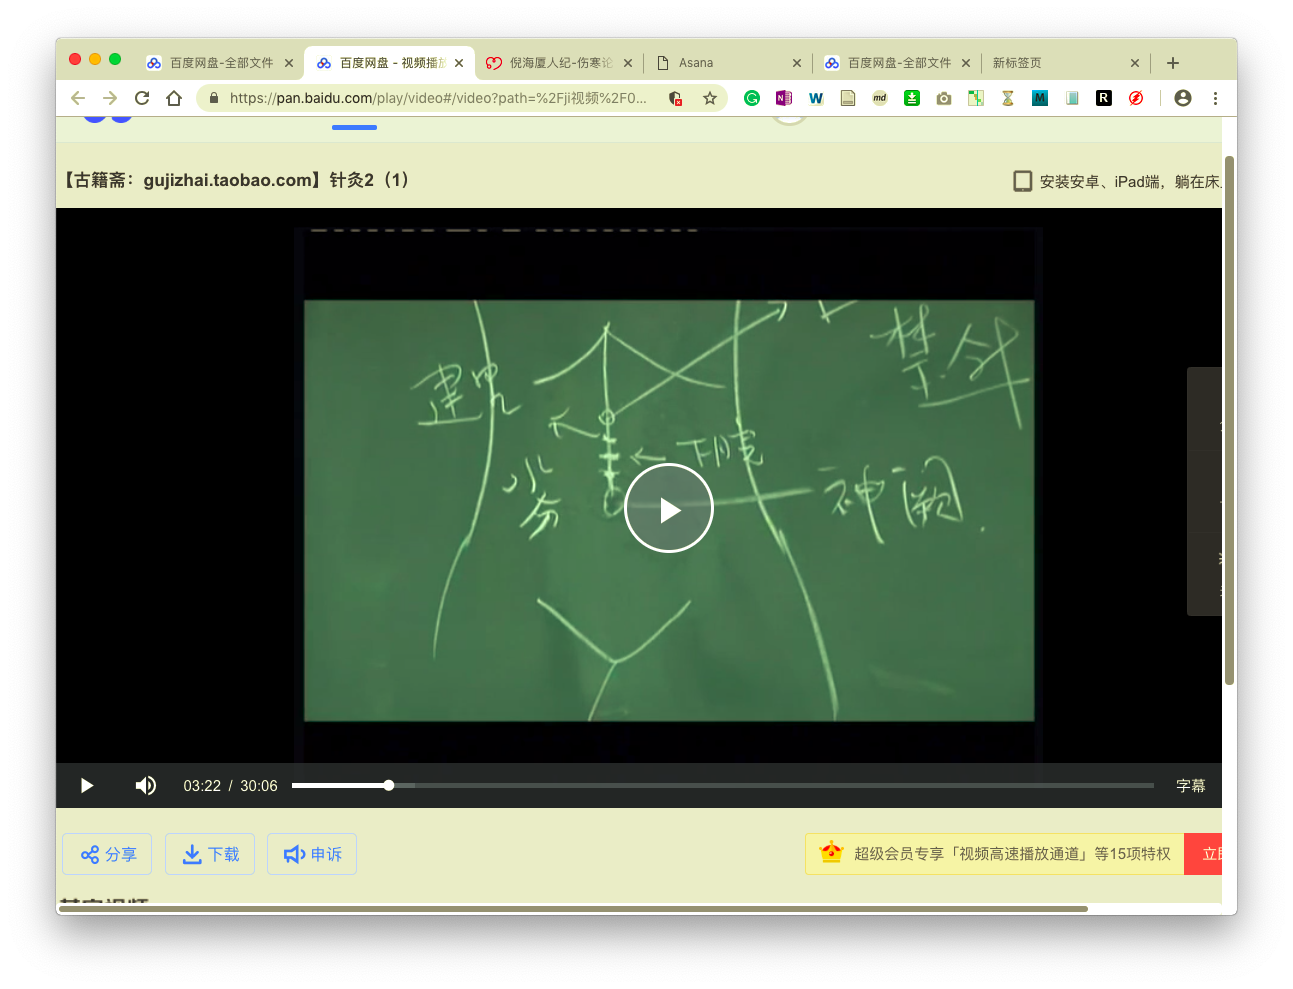 百度网盘-全部文件
百度网盘 - 视频播放
倪海厦人纪-伤寒论
Asana
百度网盘-全部文件
新标签页
https://pan.baidu.com/play/video#/video?path=%2Fji视频%2F0...
【古籍斋：gujizhai.taobao.com】针灸2（1）
安装安卓、iPad端，躺在床
禁针
建里
下脘
水分
神阙
03:22 / 30:06
字幕
分享
下载
申诉
超级会员专享「视频高速播放通道」等15项特权
立即